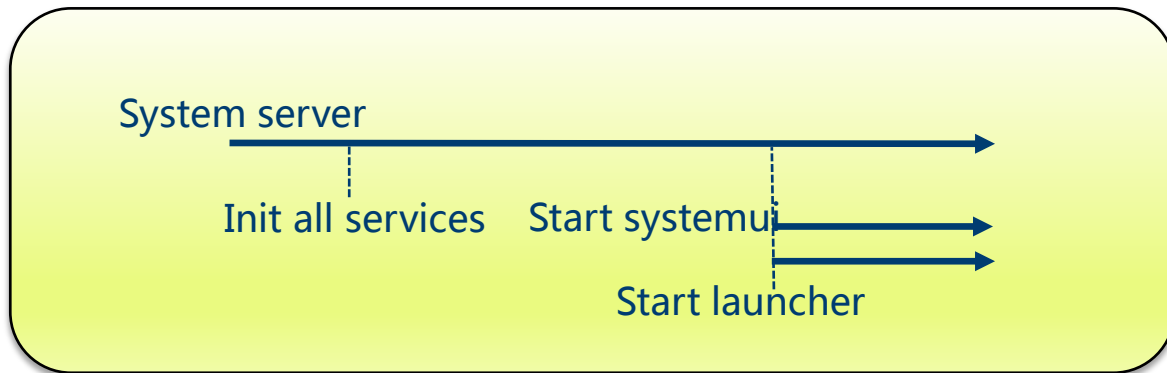 System server
Init all services
Start systemui
Start launcher